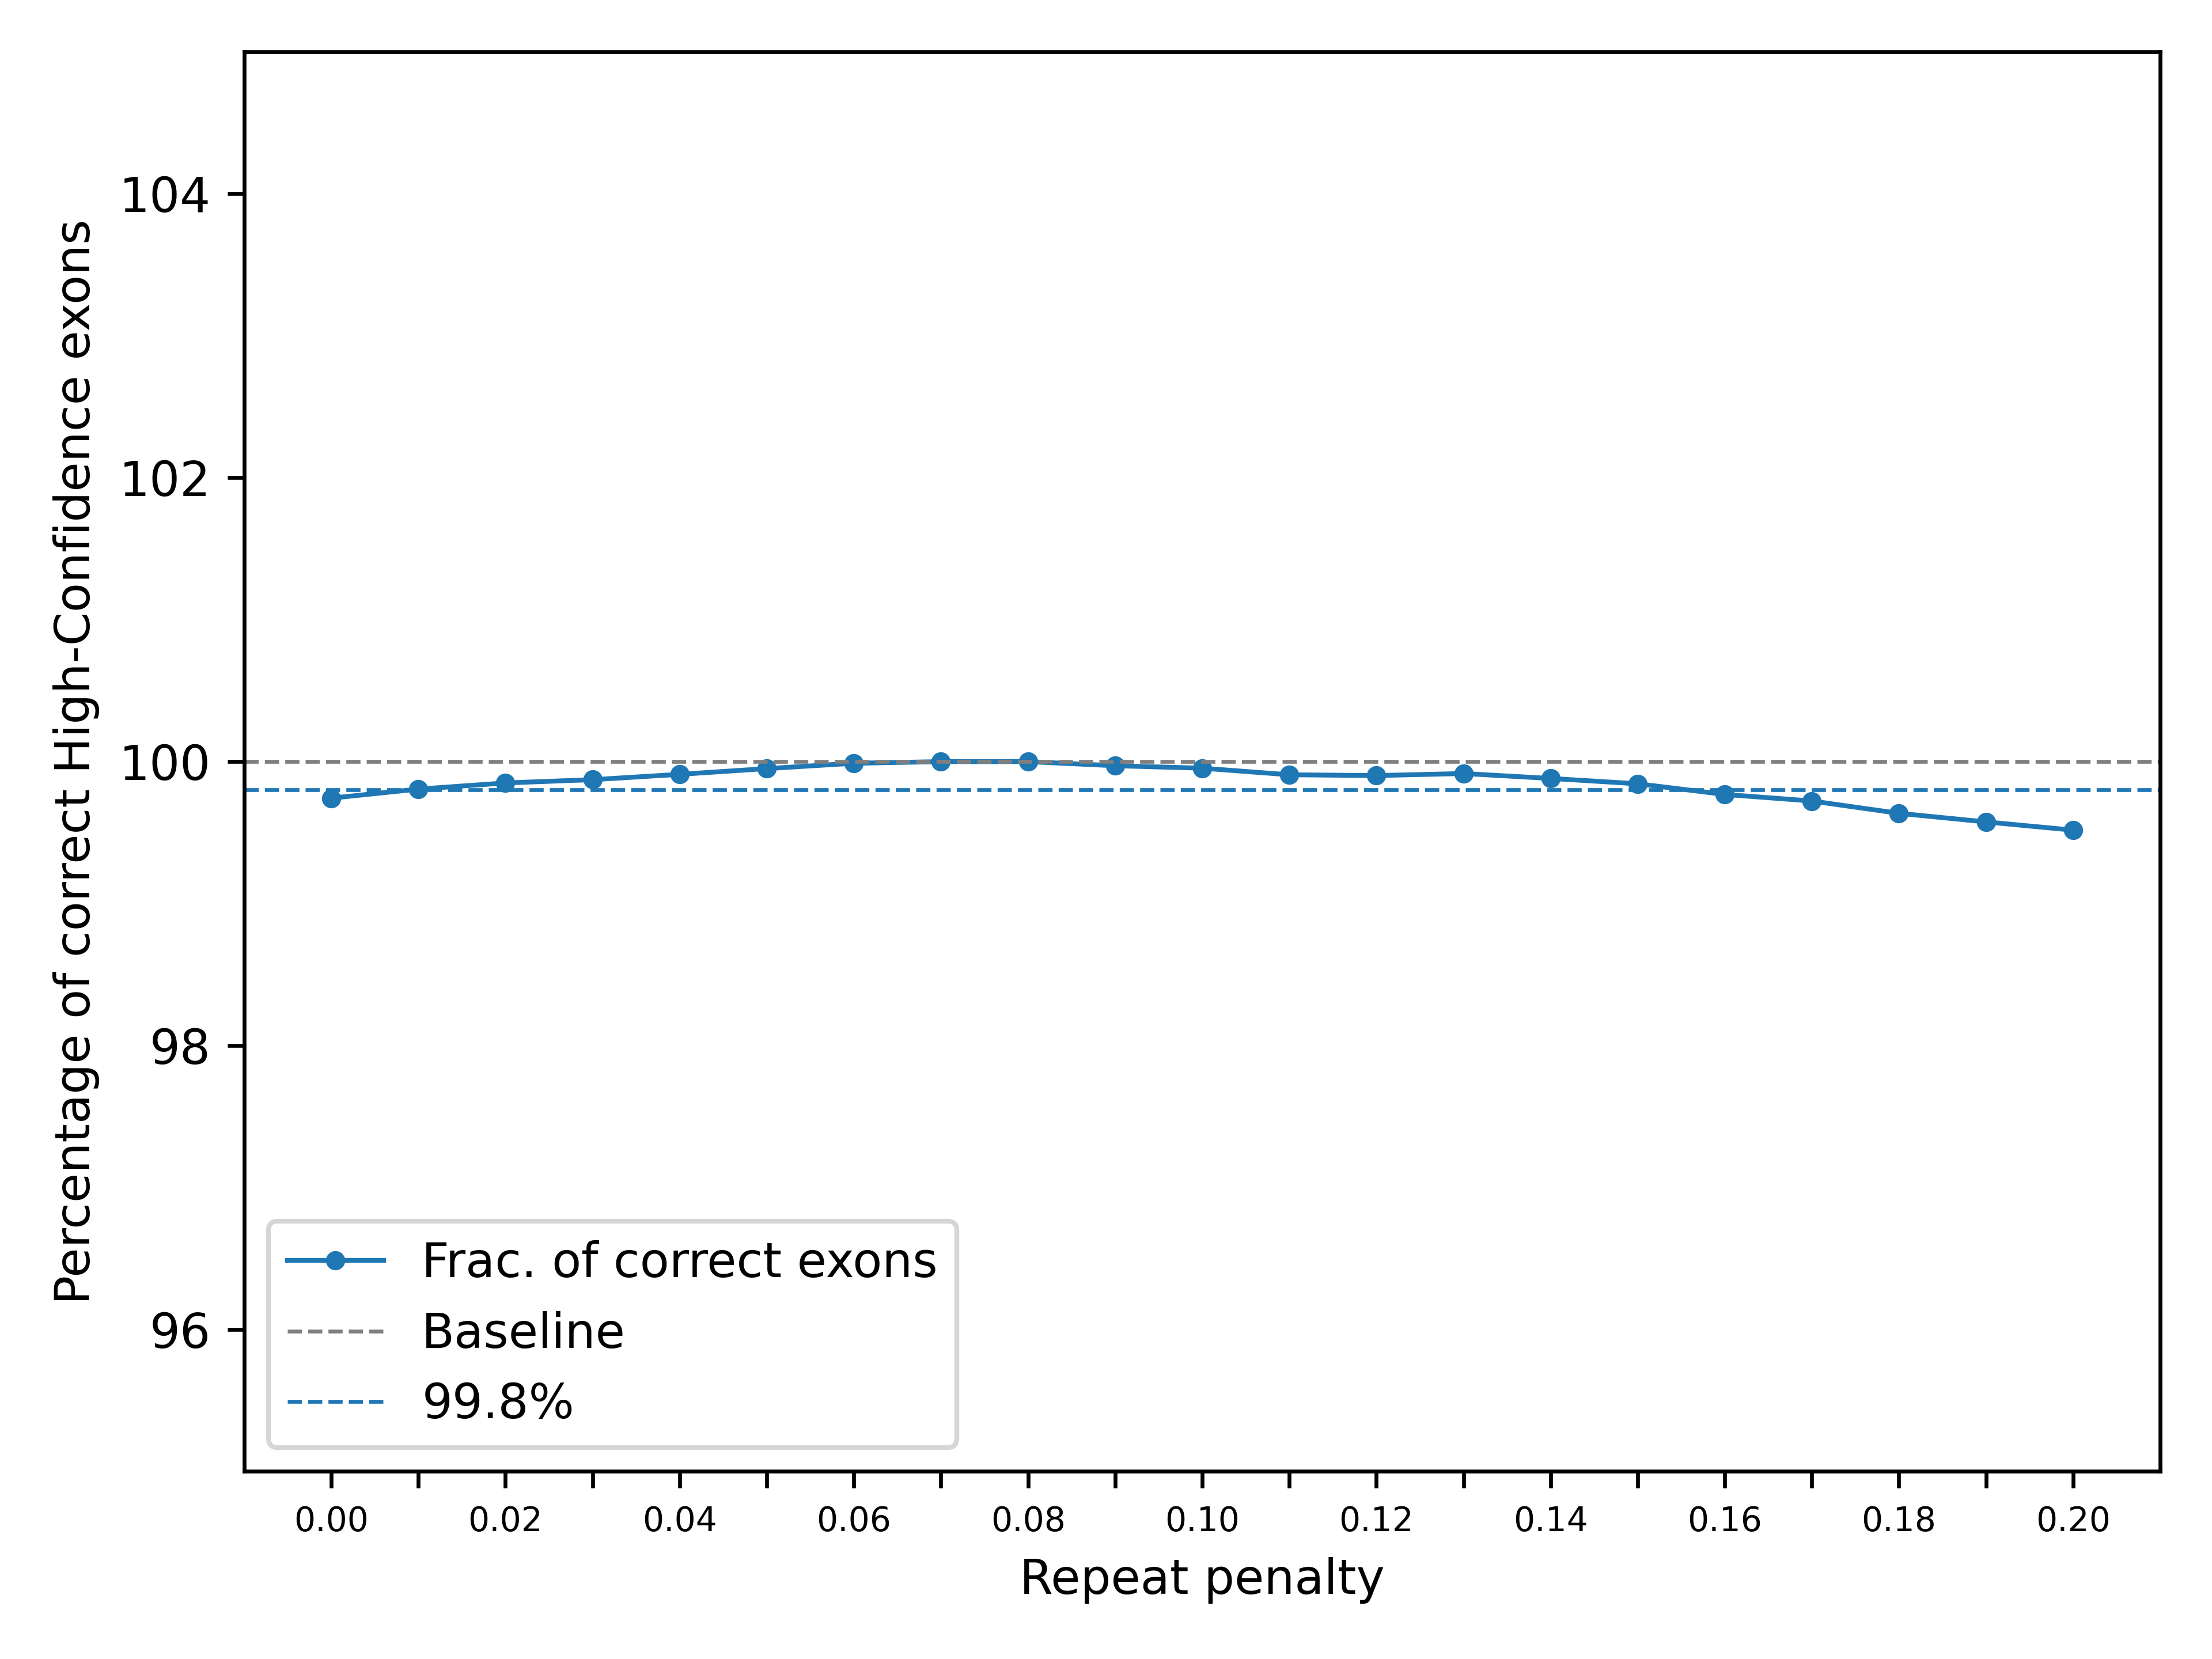 Percentage of correct High-Confidence exons
104
102
100
98
96
Frac. of correct exons
Baseline
99.8%
0.00 0.02 0.04 0.06 0.08 0.10 0.12 0.14 0.16 0.18 0.20
Repeat penalty